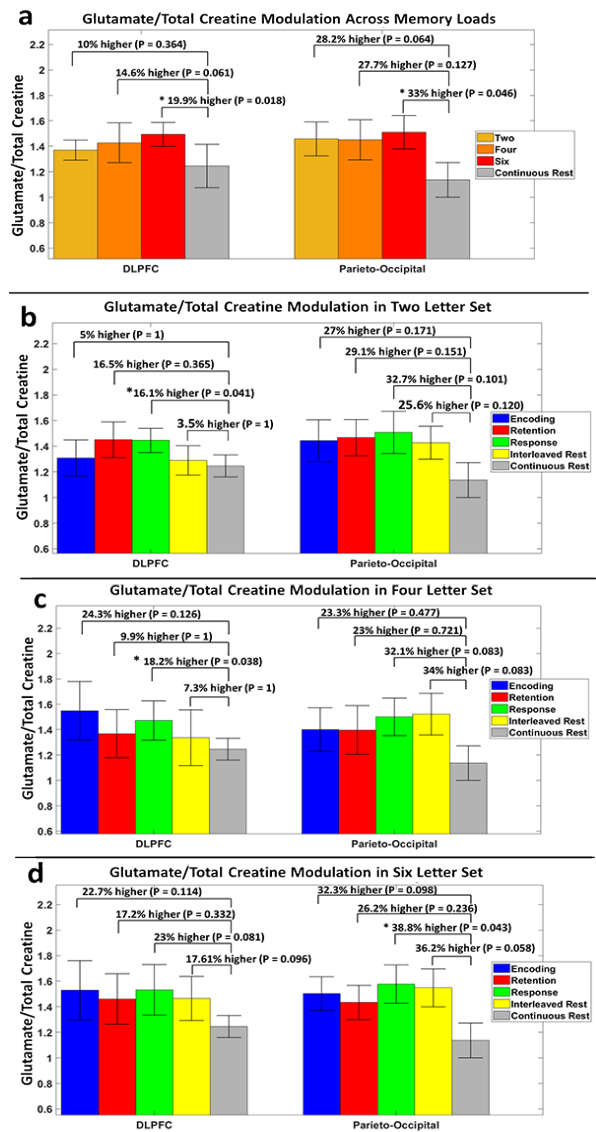 a
Glutamate/Total Creatine Modulation Across Memory Loads
Glutamate/Total Creatine
2.2
2
1.8
1.6
1.4
1.2
1
0.8
0.6
10% higher (P = 0.364)
14.6% higher (P = 0.061)
* 19.9% higher (P = 0.018)
28.2% higher (P = 0.064)
27.7% higher (P = 0.127)
* 33% higher (P = 0.046)
Two
Four
Six
Continuous Rest
DLPFC
Parieto-Occipital
b
Glutamate/Total Creatine Modulation in Two Letter Set
Glutamate/Total Creatine
2.2
2
1.8
1.6
1.4
1.2
1
0.8
0.6
5% higher (P = 1)
16.5% higher (P = 0.365)
*16.1% higher (P = 0.041)
3.5% higher (P = 1)
27% higher (P = 0.171)
29.1% higher (P = 0.151)
32.7% higher (P = 0.101)
25.6% higher (P = 0.120)
Encoding
Retention
Response
Interleaved Rest
Continuous Rest
DLPFC
Parieto-Occipital
c
Glutamate/Total Creatine Modulation in Four Letter Set
Glutamate/Total Creatine
2.2
2
1.8
1.6
1.4
1.2
1
0.8
0.6
24.3% higher (P = 0.126)
9.9% higher (P = 1)
* 18.2% higher (P = 0.038)
7.3% higher (P = 1)
23.3% higher (P = 0.477)
23% higher (P = 0.721)
32.1% higher (P = 0.083)
34% higher (P = 0.083)
Encoding
Retention
Response
Interleaved Rest
Continuous Rest
DLPFC
Parieto-Occipital
d
Glutamate/Total Creatine Modulation in Six Letter Set
Glutamate/Total Creatine
2.2
2
1.8
1.6
1.4
1.2
1
0.8
0.6
22.7% higher (P = 0.114)
17.2% higher (P = 0.332)
23% higher (P = 0.081)
17.61% higher (P = 0.096)
32.3% higher (P = 0.098)
26.2% higher (P = 0.236)
* 38.8% higher (P = 0.043)
36.2% higher (P = 0.058)
Encoding
Retention
Response
Interleaved Rest
Continuous Rest
DLPFC
Parieto-Occipital